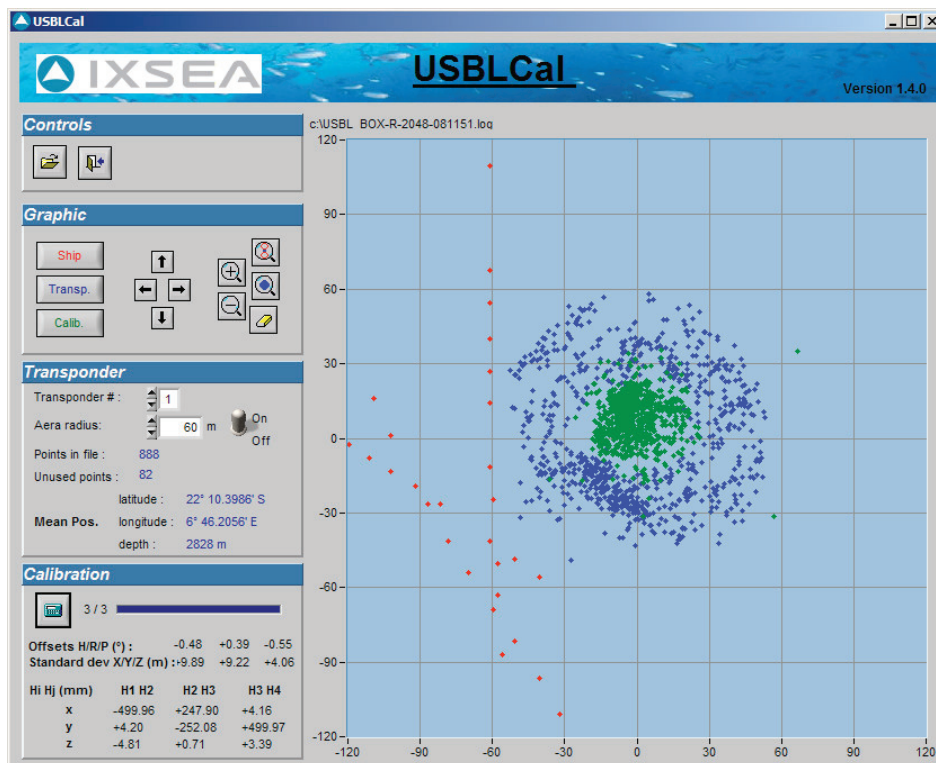 USBLCal
IXSEA
USBLCal
Version 1.4.0
Controls
Graphic
Ship
Transp.
Calib.
Transponder
Transponder # : 1
Aera radius: 60 m On
Off
Points in file : 888
Unused points : 82
latitude : 22° 10.3986' S
Mean Pos. longitude : 6° 46.2056' E
depth : 2828 m
Calibration
3 / 3
Offsets H/R/P (°) : -0.48 +0.39 -0.55
Standard dev X/Y/Z (m) : +9.89 +9.22 +4.06
Hi Hj (mm) H1 H2 H2 H3 H3 H4
x -499.96 +247.90 +4.16
y +4.20 -252.08 +499.97
z -4.81 +0.71 +3.39
c:\USBL BOX-R-2048-081151.log
120
90
60
30
0
-30
-60
-90
-120
-120 -90 -60 -30 0 30 60 90 120